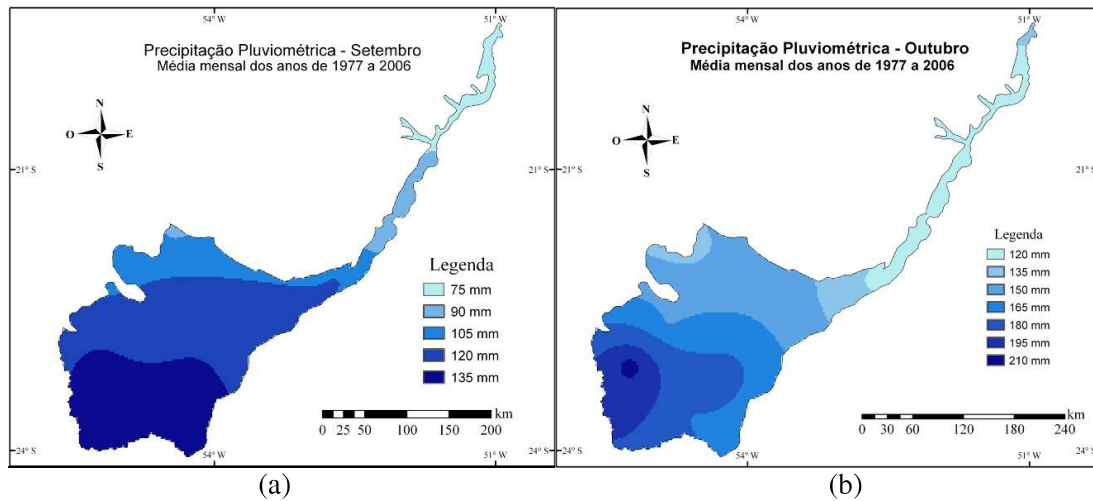 54° W
51° W
Precipitação Pluviométrica - Setembro
Média mensal dos anos de 1977 a 2006
N
O
E
S
21° S
Legenda
75 mm
90 mm
105 mm
120 mm
135 mm
km
0 25 50 100 150 200
24° S
54° W
51° W
(a)
54° W
51° W
Precipitação Pluviométrica - Outubro
Média mensal dos anos de 1977 a 2006
N
O
E
S
21° S
21° S
Legenda
120 mm
135 mm
150 mm
165 mm
180 mm
195 mm
210 mm
km
0 30 60 120 180 240
24° S
24° S
54° W
51° W
(b)